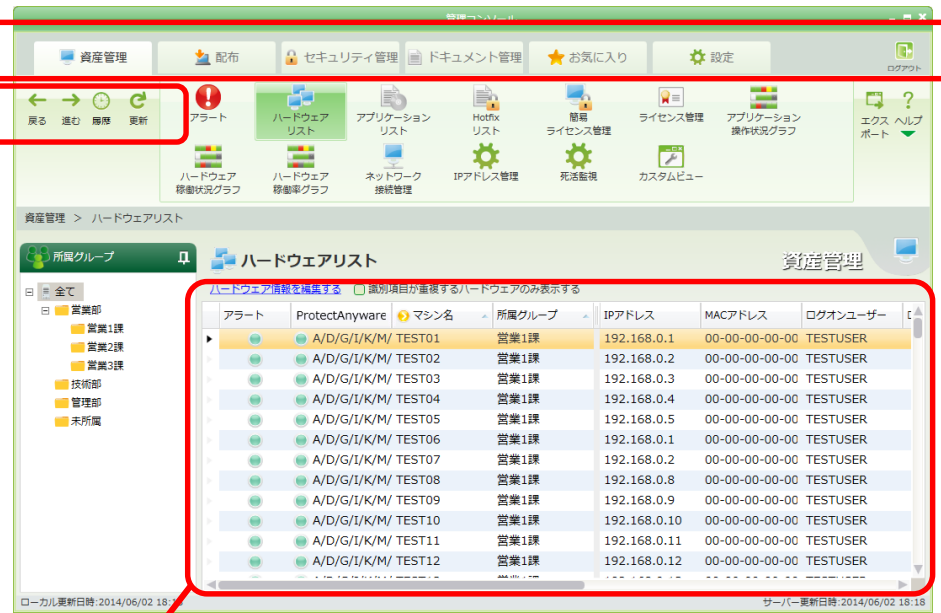 管理コンソール
資産管理 配布 セキュリティ管理 ドキュメント管理 お気に入り 設定 ログアウト
戻る 進む 履歴 更新
アラート
ハードウェア
リスト
アプリケーション
リスト
Hotfix
リスト
簡易
ライセンス管理
ライセンス管理
アプリケーション
操作状況グラフ
エクス
ポート
ヘルプ
ハードウェア
稼働状況グラフ
ハードウェア
稼働率グラフ
ネットワーク
接続管理
IPアドレス管理
死活監視
カスタムビュー
資産管理 > ハードウェアリスト
所属グループ
全て
営業部
営業1課
営業2課
営業3課
技術部
管理部
未所属
ハードウェアリスト
資産管理
ハードウェア情報を編集する 識別項目が重複するハードウェアのみ表示する
アラート ProtectAnyware マシン名 所属グループ IPアドレス MACアドレス ログオンユーザー
A/D/G/I/K/M/ TEST01 営業1課 192.168.0.1 00-00-00-00-00 TESTUSER
A/D/G/I/K/M/ TEST02 営業1課 192.168.0.2 00-00-00-00-00 TESTUSER
A/D/G/I/K/M/ TEST03 営業1課 192.168.0.3 00-00-00-00-00 TESTUSER
A/D/G/I/K/M/ TEST04 営業1課 192.168.0.4 00-00-00-00-00 TESTUSER
A/D/G/I/K/M/ TEST05 営業1課 192.168.0.5 00-00-00-00-00 TESTUSER
A/D/G/I/K/M/ TEST06 営業1課 192.168.0.1 00-00-00-00-00 TESTUSER
A/D/G/I/K/M/ TEST07 営業1課 192.168.0.2 00-00-00-00-00 TESTUSER
A/D/G/I/K/M/ TEST08 営業1課 192.168.0.8 00-00-00-00-00 TESTUSER
A/D/G/I/K/M/ TEST09 営業1課 192.168.0.9 00-00-00-00-00 TESTUSER
A/D/G/I/K/M/ TEST10 営業1課 192.168.0.10 00-00-00-00-00 TESTUSER
A/D/G/I/K/M/ TEST11 営業1課 192.168.0.11 00-00-00-00-00 TESTUSER
A/D/G/I/K/M/ TEST12 営業1課 192.168.0.12 00-00-00-00-00 TESTUSER
ローカル更新日時:2014/06/02 サーバー更新日時:2014/06/02 18:18